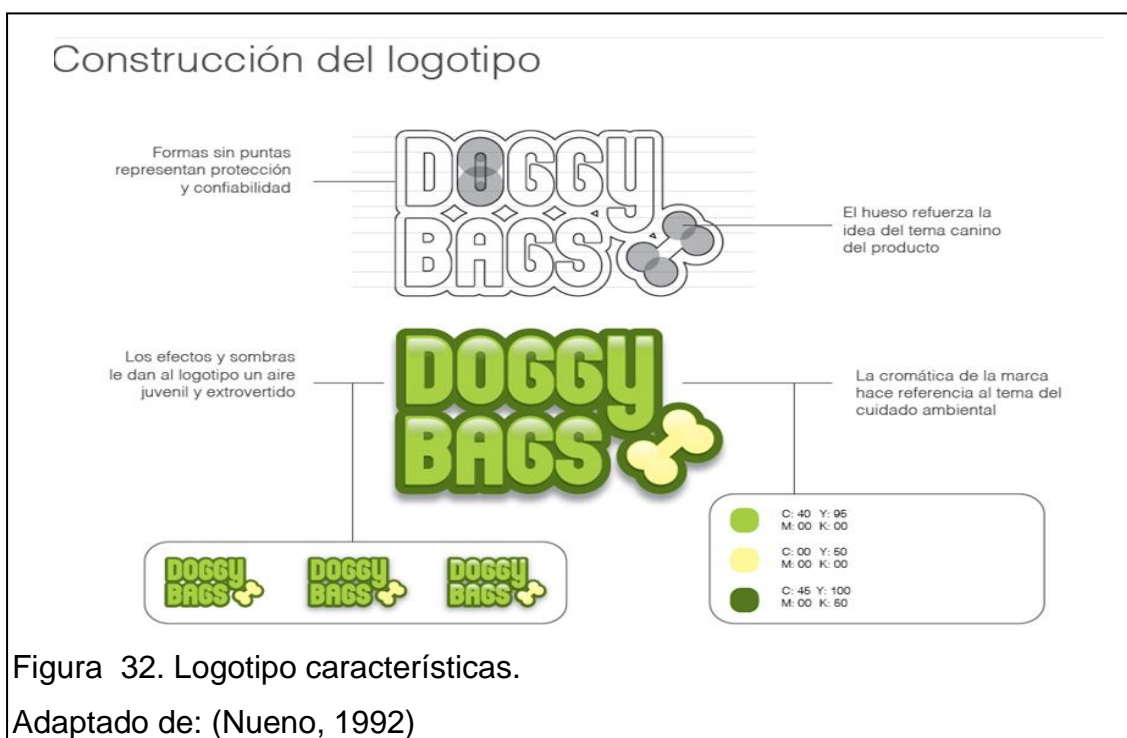 Construcción del logotipo
Formas sin puntas
representan protección
y confiabilidad
DOGGY
BAGS
El hueso refuerza la
idea del tema canino
del producto
Los efectos y sombras
le dan al logotipo un aire
juvenil y extrovertido
DOGGY
BAGS
La cromática de la marca
hace referencia al tema del
cuidado ambiental
DOGGY
BAGS
DOGGY
BAGS
DOGGY
BAGS
C: 40 Y: 95
M: 00 K: 00
C: 00 Y: 50
M: 00 K: 00
C: 45 Y: 100
M: 00 K: 50
Figura 32. Logotipo características.
Adaptado de: (Nueno, 1992)